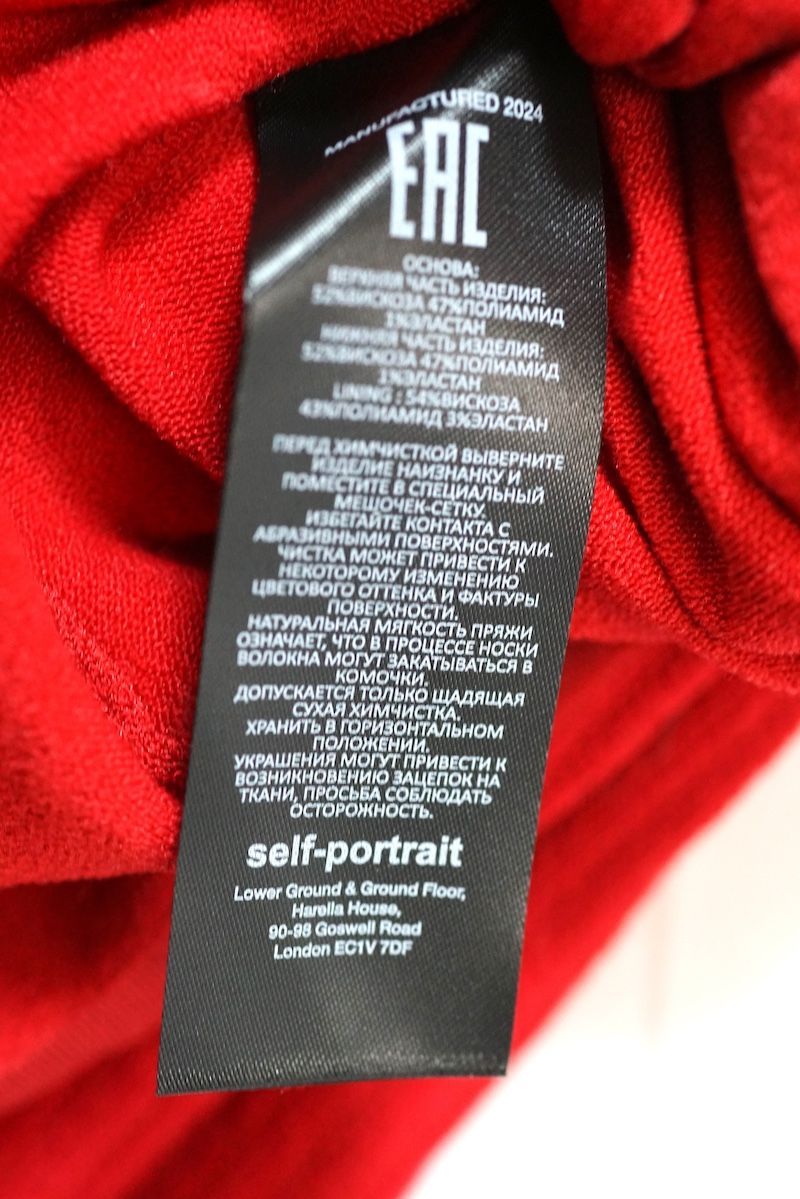 MANUFACTURED 2024
EAC
ОСНОВА:
ВЕРХНЯЯ ЧАСТЬ ИЗДЕЛИЯ:
52%ВИСКОЗА 47%ПОЛИАМИД
1%ЭЛАСТАН
НИЖНЯЯ ЧАСТЬ ИЗДЕЛИЯ:
52%ВИСКОЗА 47%ПОЛИАМИД
1%ЭЛАСТАН
LINING : 54%ВИСКОЗА
43%ПОЛИАМИД 3%ЭЛАСТАН
ПЕРЕД ХИМЧИСТКОЙ ВЫВЕРНИТЕ
ИЗДЕЛИЕ НАИЗНАНКУ И
ПОМЕСТИТЕ В СПЕЦИАЛЬНЫЙ
МЕШОЧЕК-СЕТКУ.
ИЗБЕГАЙТЕ КОНТАКТА С
АБРАЗИВНЫМИ ПОВЕРХНОСТЯМИ.
ЧИСТКА МОЖЕТ ПРИВЕСТИ К
НЕКОТОРОМУ ИЗМЕНЕНИЮ
ЦВЕТОВОГО ОТТЕНКА И ФАКТУРЫ
ПОВЕРХНОСТИ.
НАТУРАЛЬНАЯ МЯГКОСТЬ ПРЯЖИ
ОЗНАЧАЕТ, ЧТО В ПРОЦЕССЕ НОСКИ
ВОЛОКНА МОГУТ ЗАКАТЫВАТЬСЯ В
КОМОЧКИ.
ДОПУСКАЕТСЯ ТОЛЬКО ЩАДЯЩАЯ
СУХАЯ ХИМЧИСТКА.
ХРАНИТЬ В ГОРИЗОНТАЛЬНОМ
ПОЛОЖЕНИИ.
УКРАШЕНИЯ МОГУТ ПРИВЕСТИ К
ВОЗНИКНОВЕНИЮ ЗАЦЕПОК НА
ТКАНИ, ПРОСЬБА СОБЛЮДАТЬ
ОСТОРОЖНОСТЬ.
self-portrait
Lower Ground & Ground Floor,
Harella House,
90-98 Goswell Road
London EC1V 7DF